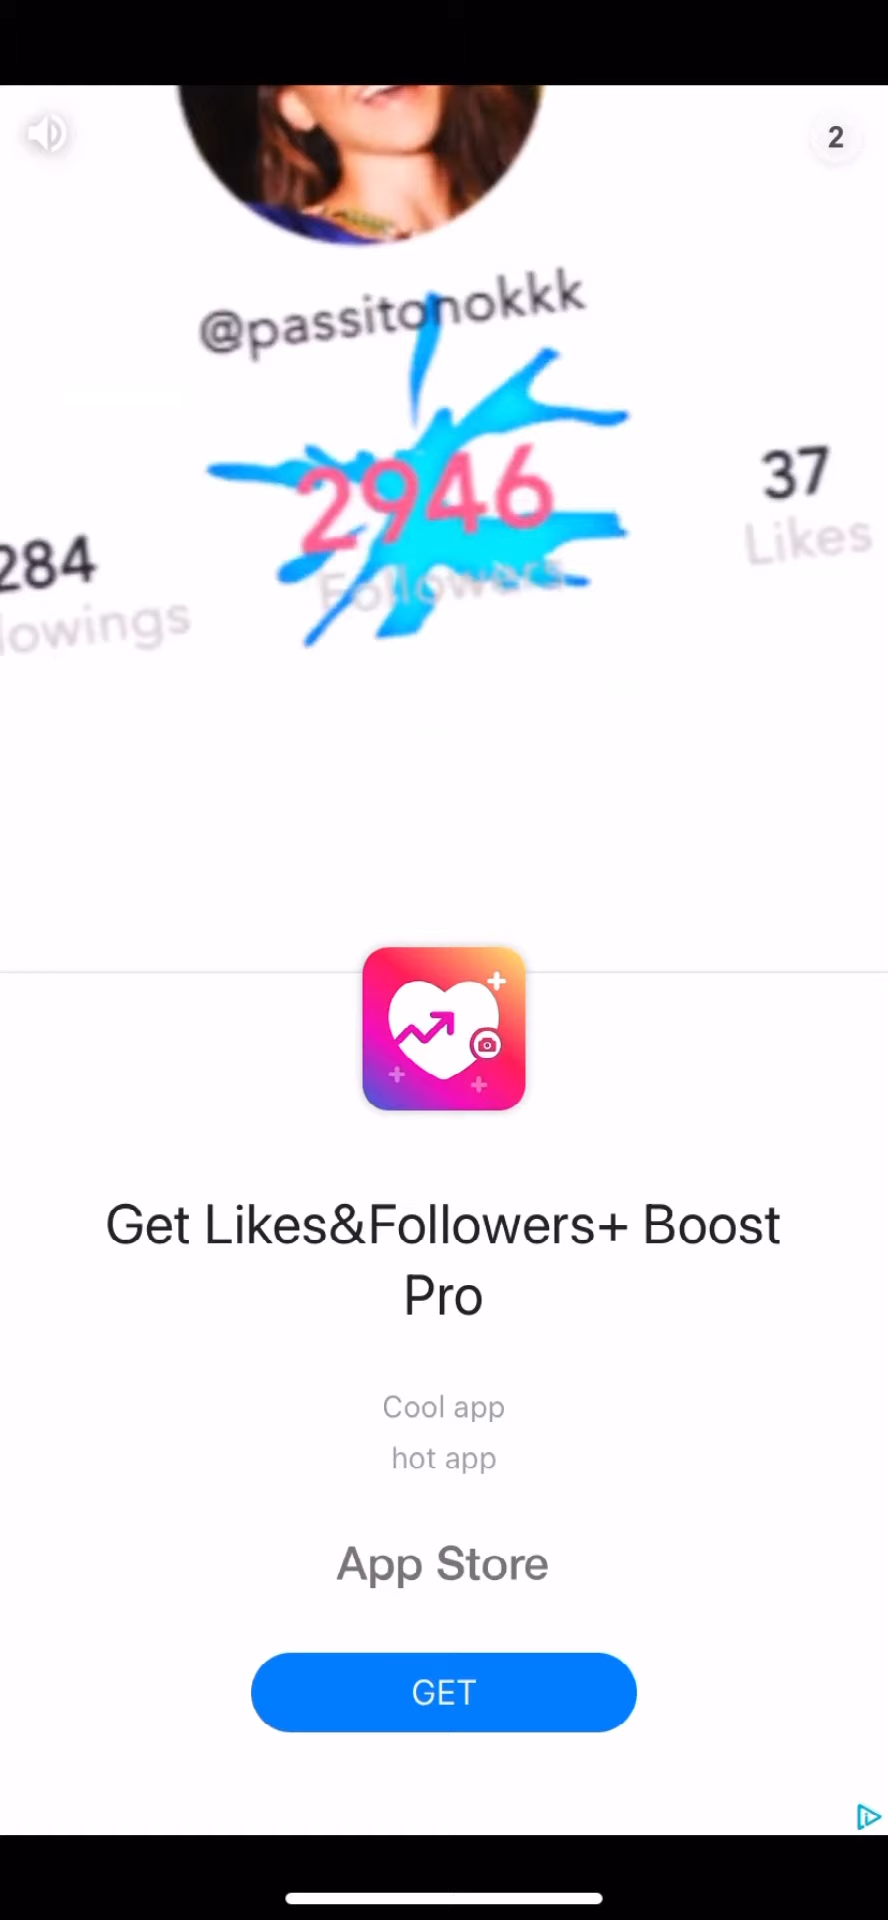 2
@passitonokkk
2946
Followers
37
Likes
284
lowings
Get Likes&Followers+ Boost
Pro
Cool app
hot app
App Store
GET